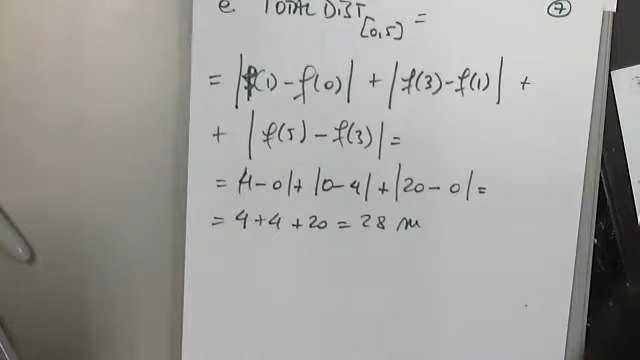 e TOTAL DIST[0,5] =
7
= |f(1) - f(0)| + |f(3) - f(1)| +
+ |f(5) - f(3)| =
= |4 - 0| + |0 - 4| + |20 - 0| =
= 4 + 4 + 20 = 28 m